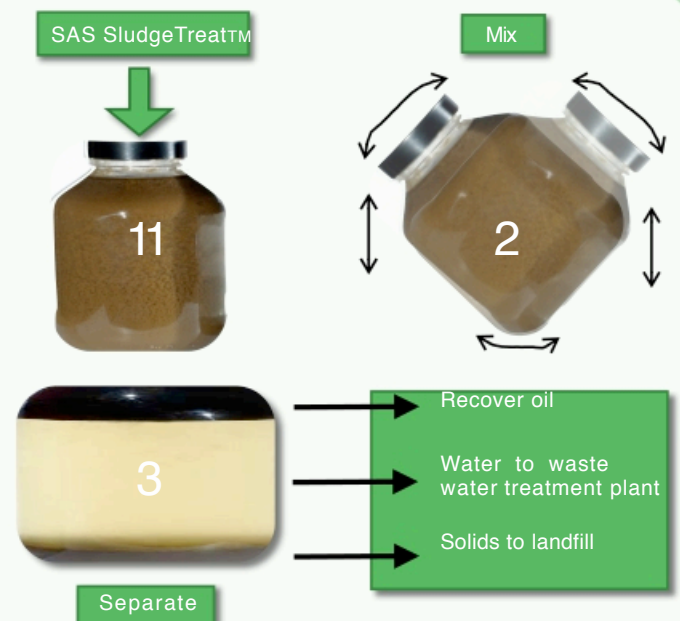 SAS SludgeTreat™
Mix
11
2
3
Recover oil
Water to waste
water treatment plant
Solids to landfill
Separate